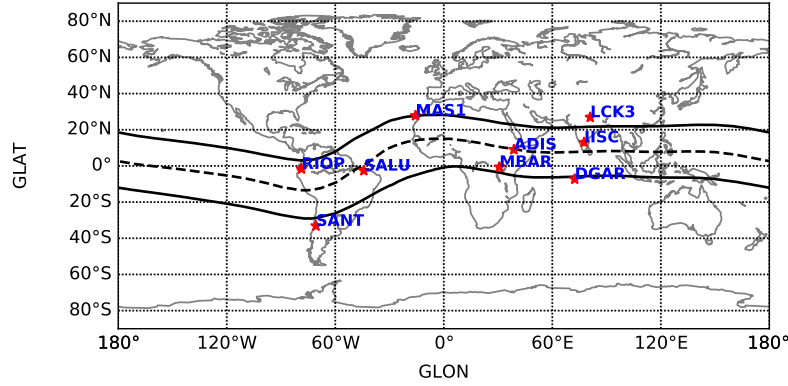 80°N
60°N
40°N
20°N
0°
20°S
40°S
60°S
80°S
GLAT
MAS1
LCK3
IISC
ADIS
RIOP
SALU
MBAR
DGAR
SANT
180° 120°W 60°W 0° 60°E 120°E 180°
GLON